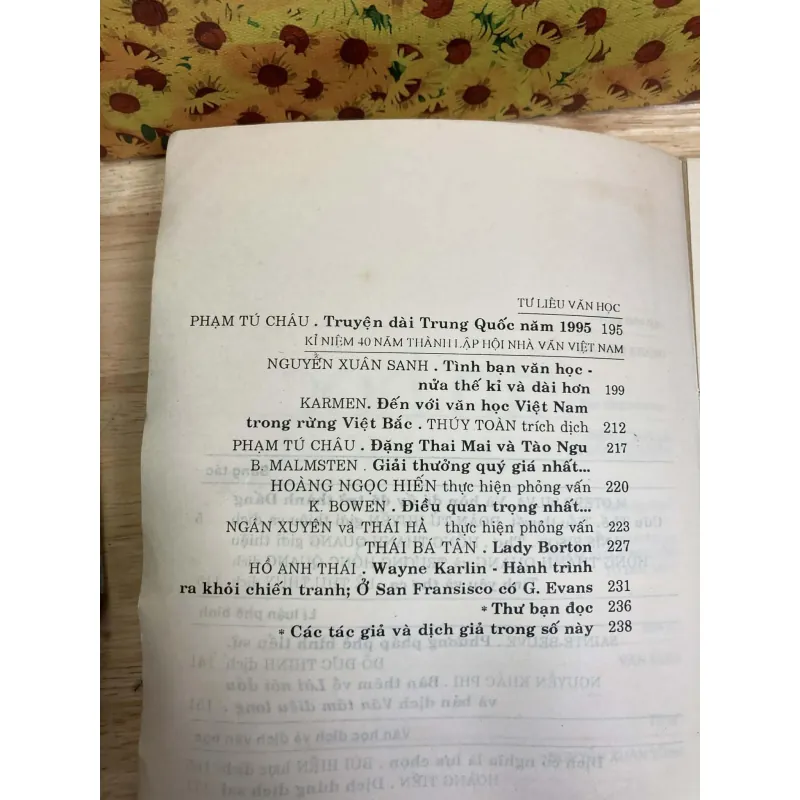 TƯ LIỆU VĂN HỌC
PHẠM TÚ CHÂU . Truyện dài Trung Quốc năm 1995 195
KỈ NIỆM 40 NĂM THÀNH LẬP HỘI NHÀ VĂN VIỆT NAM
NGUYỄN XUÂN SANH . Tình bạn văn học -
nửa thế kỉ và dài hơn 199
KARMEN. Đến với văn học Việt Nam
trong rừng Việt Bắc . THÚY TOÀN trích dịch 212
PHẠM TÚ CHÂU . Đặng Thai Mai và Tào Ngu 217
B. MALMSTEN . Giải thưởng quý giá nhất...
HOÀNG NGỌC HIẾN thực hiện phỏng vấn 220
K. BOWEN . Điều quan trọng nhất...
NGÂN XUYÊN và THÁI HÀ thực hiện phỏng vấn 223
THÁI BÁ TÂN . Lady Borton 227
HỒ ANH THÁI . Wayne Karlin - Hành trình
ra khỏi chiến tranh; Ở San Fransisco có G. Evans 231
* Thư bạn đọc 236
* Các tác giả và dịch giả trong số này 238